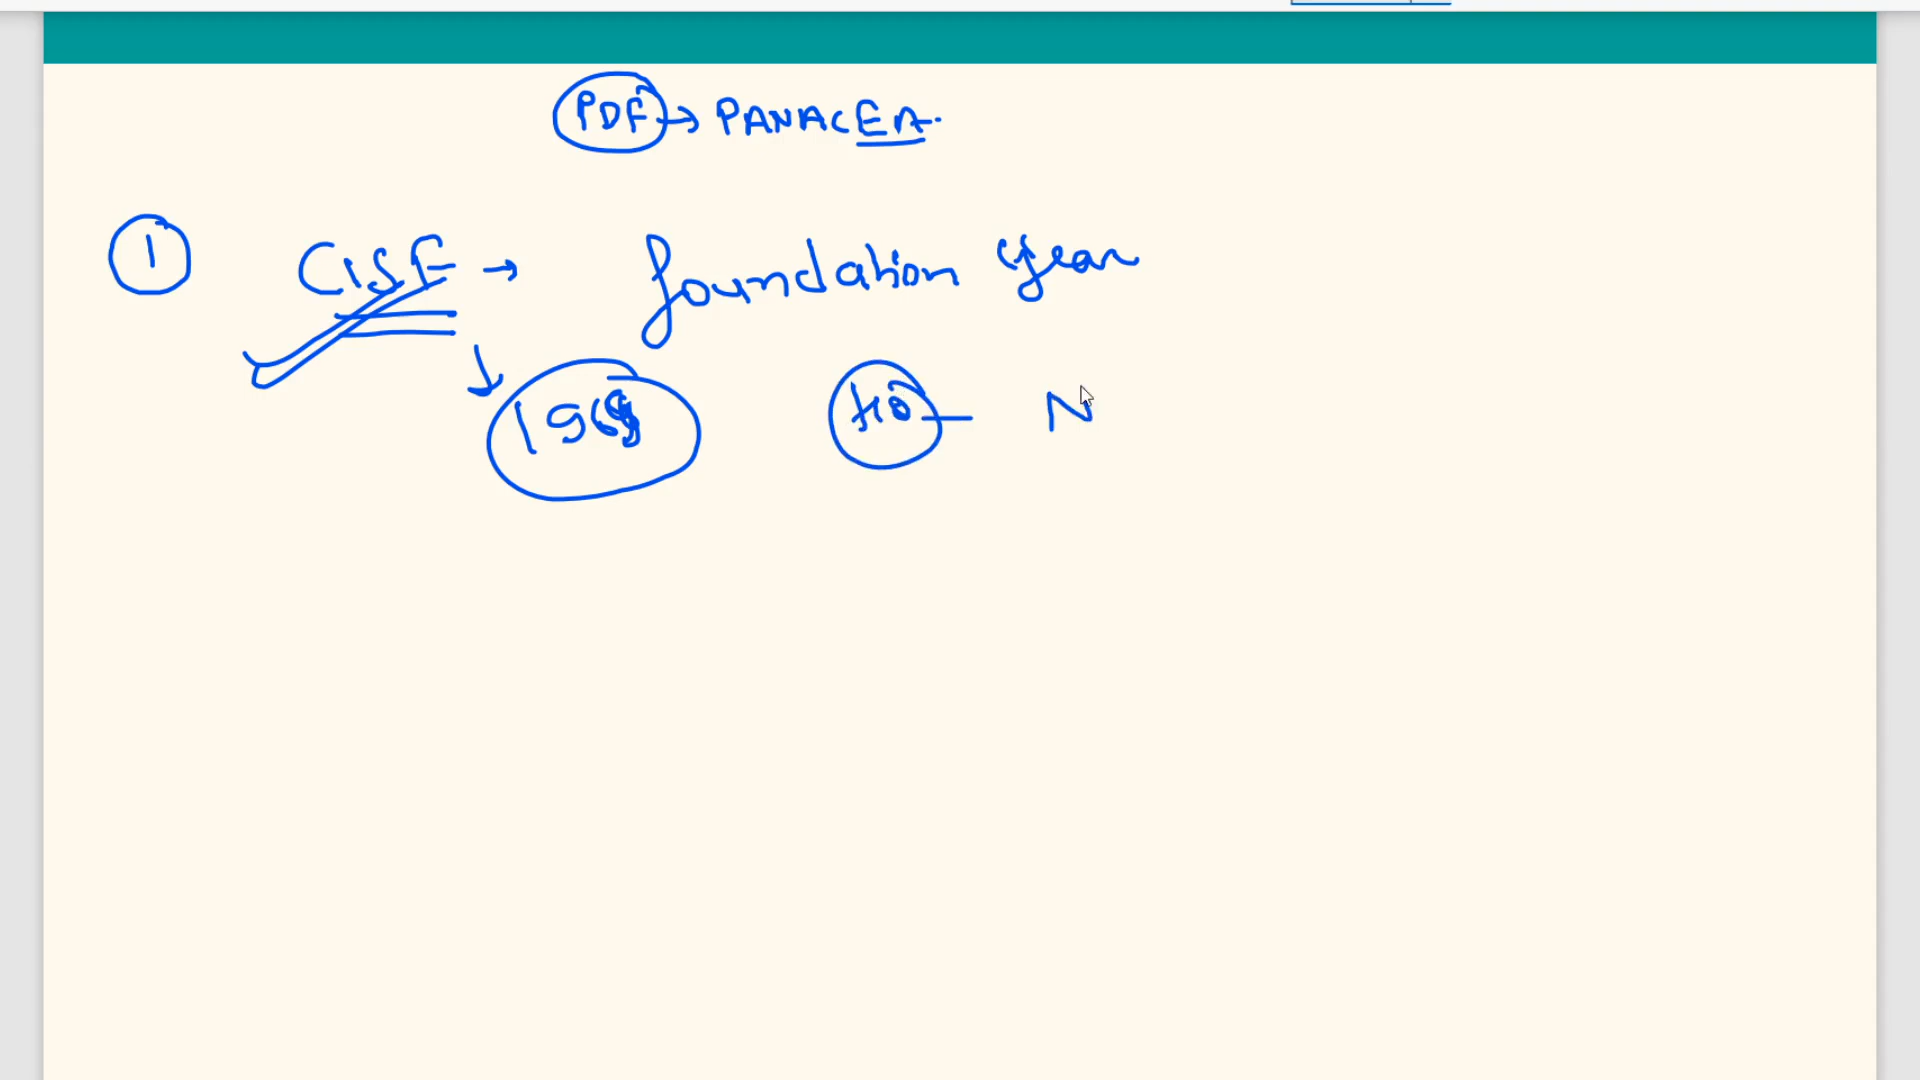 PDF → PANACEA.
1 CISF → foundation year
1969 HQ — N